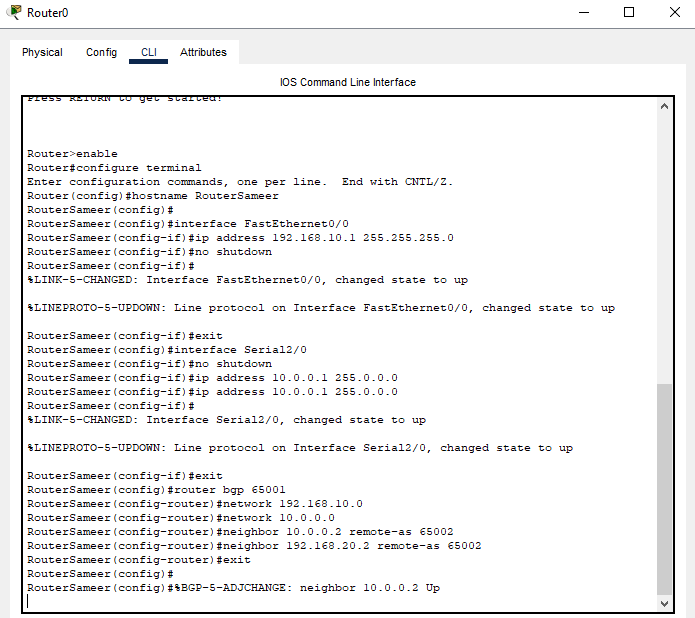 Router0
Physical Config CLI Attributes
IOS Command Line Interface
Press RETURN to get started!
Router>enable
Router#configure terminal
Enter configuration commands, one per line.  End with CNTL/Z.
Router(config)#hostname RouterSameer
RouterSameer(config)#
RouterSameer(config)#interface FastEthernet0/0
RouterSameer(config-if)#ip address 192.168.10.1 255.255.255.0
RouterSameer(config-if)#no shutdown
RouterSameer(config-if)#
%LINK-5-CHANGED: Interface FastEthernet0/0, changed state to up
%LINEPROTO-5-UPDOWN: Line protocol on Interface FastEthernet0/0, changed state to up
RouterSameer(config-if)#exit
RouterSameer(config)#interface Serial2/0
RouterSameer(config-if)#no shutdown
RouterSameer(config-if)#ip address 10.0.0.1 255.0.0.0
RouterSameer(config-if)#ip address 10.0.0.1 255.0.0.0
RouterSameer(config-if)#
%LINK-5-CHANGED: Interface Serial2/0, changed state to up
%LINEPROTO-5-UPDOWN: Line protocol on Interface Serial2/0, changed state to up
RouterSameer(config-if)#exit
RouterSameer(config)#router bgp 65001
RouterSameer(config-router)#network 192.168.10.0
RouterSameer(config-router)#network 10.0.0.0
RouterSameer(config-router)#neighbor 10.0.0.2 remote-as 65002
RouterSameer(config-router)#neighbor 192.168.20.2 remote-as 65002
RouterSameer(config-router)#exit
RouterSameer(config)#
RouterSameer(config)#%BGP-5-ADJCHANGE: neighbor 10.0.0.2 Up